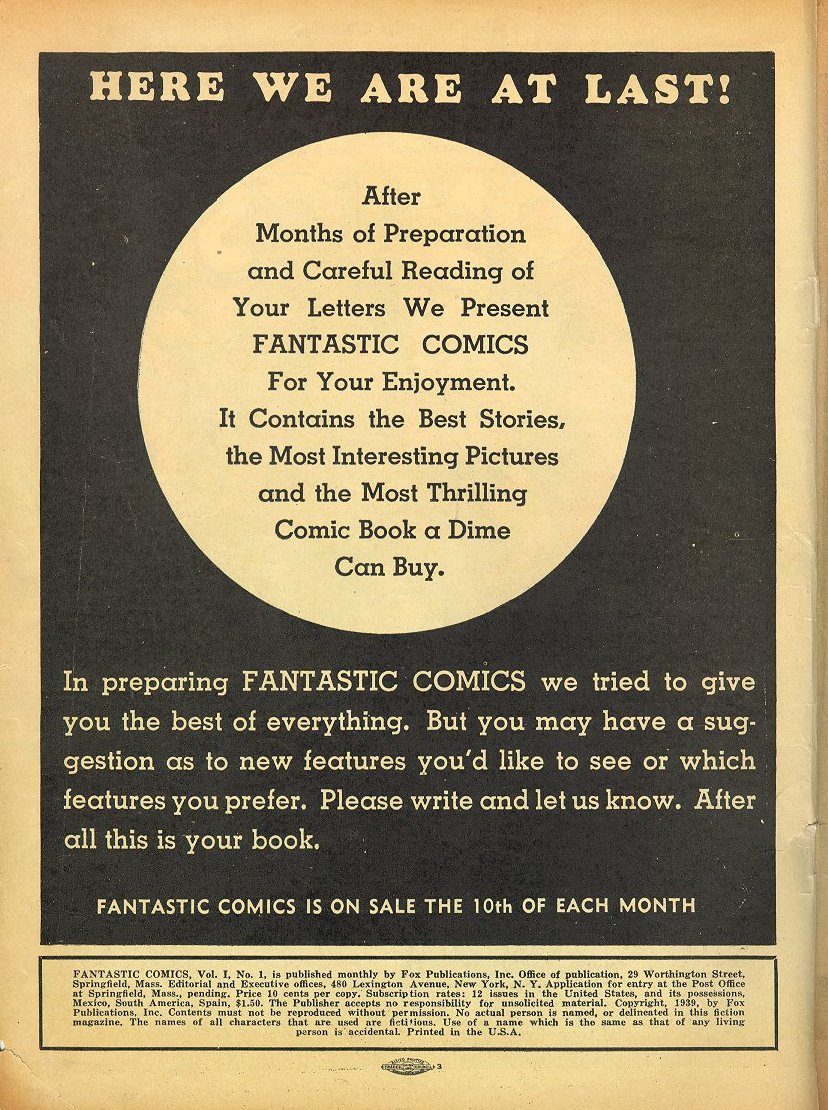 HERE WE ARE AT LAST!
After
Months of Preparation
and Careful Reading of
Your Letters We Present
FANTASTIC COMICS
For Your Enjoyment.
It Contains the Best Stories,
the Most Interesting Pictures
and the Most Thrilling
Comic Book a Dime
Can Buy.
In preparing FANTASTIC COMICS we tried to give
you the best of everything. But you may have a sug-
gestion as to new features you'd like to see or which
features you prefer. Please write and let us know. After
all this is your book.
FANTASTIC COMICS IS ON SALE THE 10th OF EACH MONTH
FANTASTIC COMICS, Vol. I, No. 1, is published monthly by Fox Publications, Inc. Office of publication, 29 Worthington Street,
Springfield, Mass. Editorial and Executive offices, 480 Lexington Avenue, New York, N. Y. Application for entry at the Post Office
at Springfield, Mass., pending. Price 10 cents per copy. Subscription rates: 12 issues in the United States, and its possessions,
Mexico, South America, Spain, $1.50. The Publisher accepts no responsibility for unsolicited material. Copyright, 1939, by Fox
Publications, Inc. Contents must not be reproduced without permission. No actual person is named, or delineated in this fiction
magazine. The names of all characters that are used are fictitious. Use of a name which is the same as that of any living
person is accidental. Printed in the U.S.A.
3